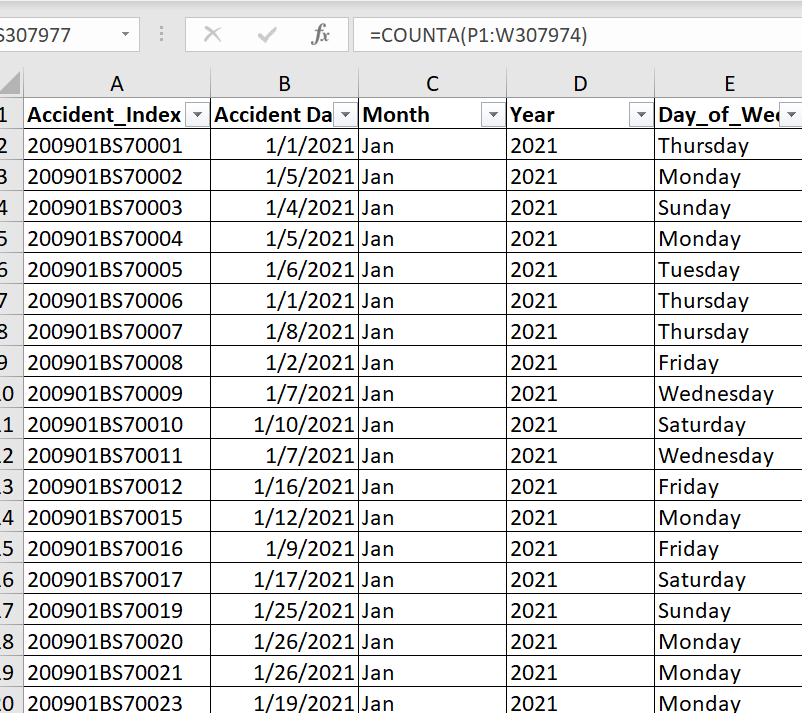 S307977 fx =COUNTA(P1:W307974)
A B C D E
1 Accident_Index Accident Da Month Year Day_of_Wee
2 200901BS70001 1/1/2021 Jan 2021 Thursday
3 200901BS70002 1/5/2021 Jan 2021 Monday
4 200901BS70003 1/4/2021 Jan 2021 Sunday
5 200901BS70004 1/5/2021 Jan 2021 Monday
6 200901BS70005 1/6/2021 Jan 2021 Tuesday
7 200901BS70006 1/1/2021 Jan 2021 Thursday
8 200901BS70007 1/8/2021 Jan 2021 Thursday
9 200901BS70008 1/2/2021 Jan 2021 Friday
10 200901BS70009 1/7/2021 Jan 2021 Wednesday
11 200901BS70010 1/10/2021 Jan 2021 Saturday
12 200901BS70011 1/7/2021 Jan 2021 Wednesday
13 200901BS70012 1/16/2021 Jan 2021 Friday
14 200901BS70015 1/12/2021 Jan 2021 Monday
15 200901BS70016 1/9/2021 Jan 2021 Friday
16 200901BS70017 1/17/2021 Jan 2021 Saturday
17 200901BS70019 1/25/2021 Jan 2021 Sunday
18 200901BS70020 1/26/2021 Jan 2021 Monday
19 200901BS70021 1/26/2021 Jan 2021 Monday
20 200901BS70023 1/19/2021 Jan 2021 Monday